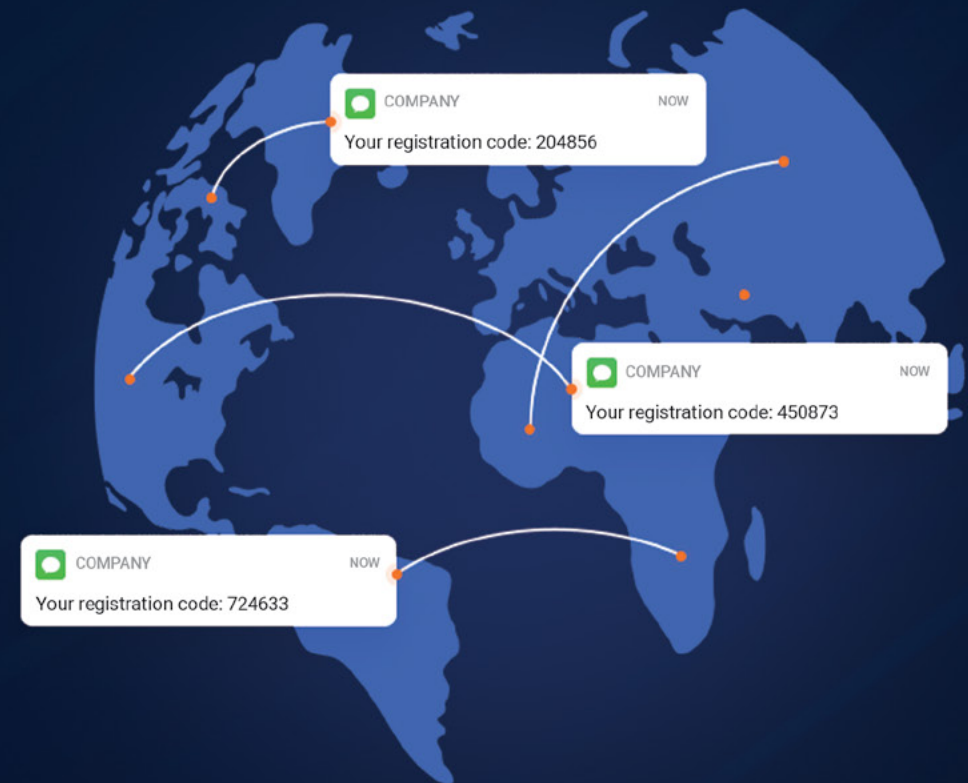 COMPANY NOW
Your registration code: 204856
COMPANY NOW
Your registration code: 450873
COMPANY NOW
Your registration code: 724633